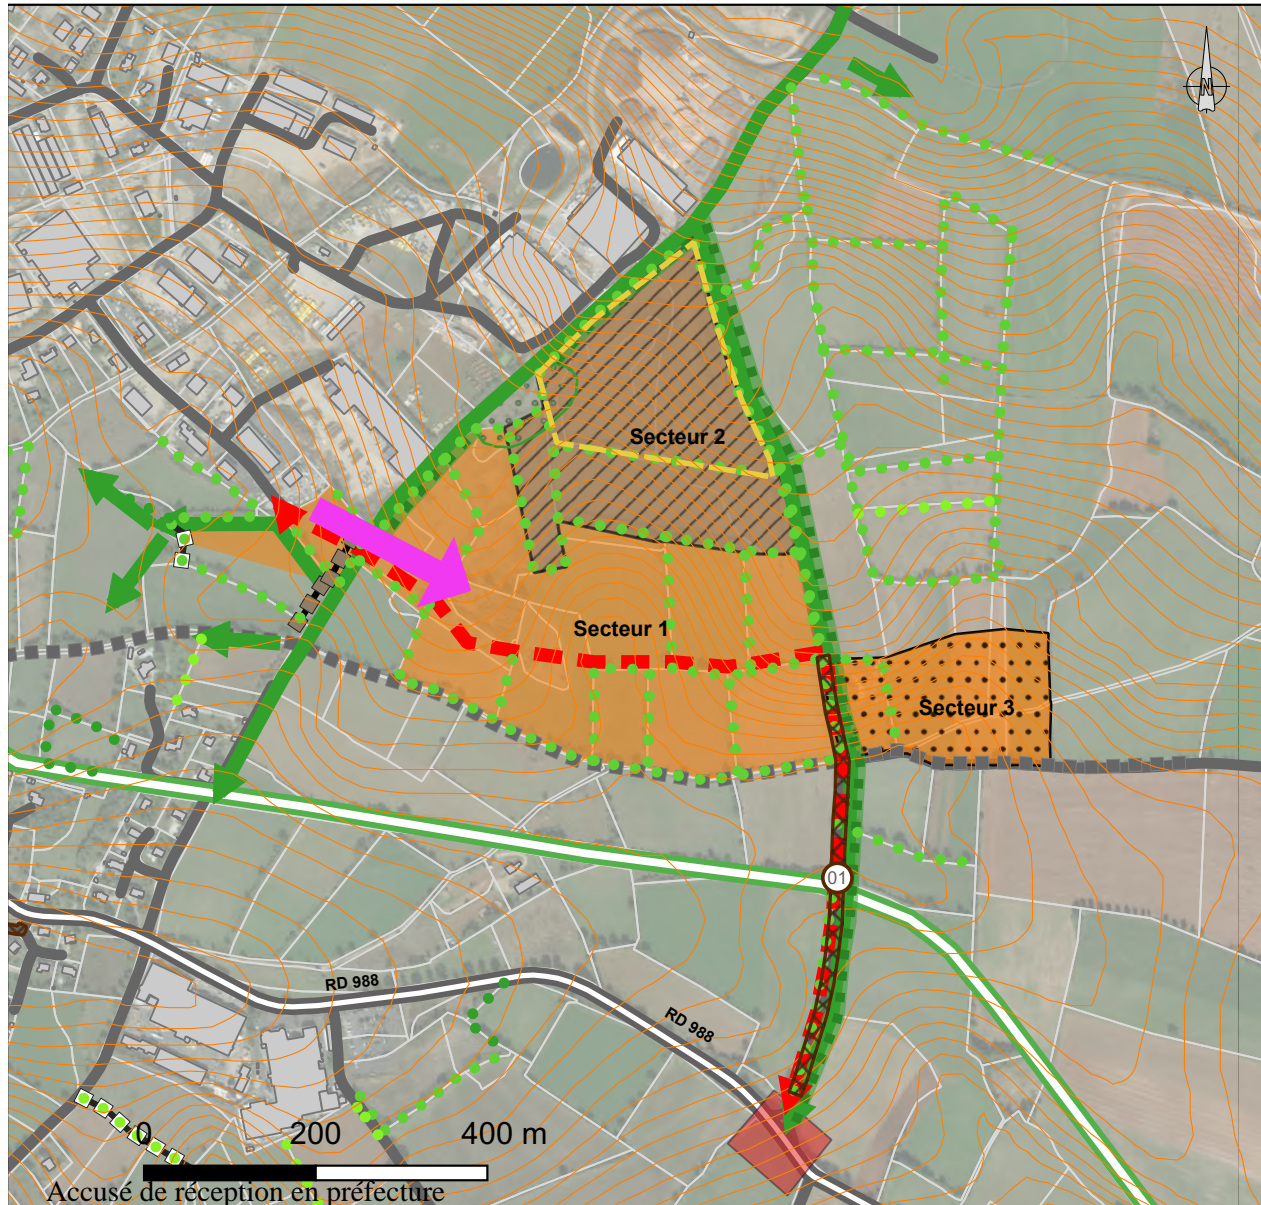 N
Secteur 2
Secteur 1
Secteur 3
01
RD 988
RD 988
0 200 400 m
Accusé de réception en préfecture